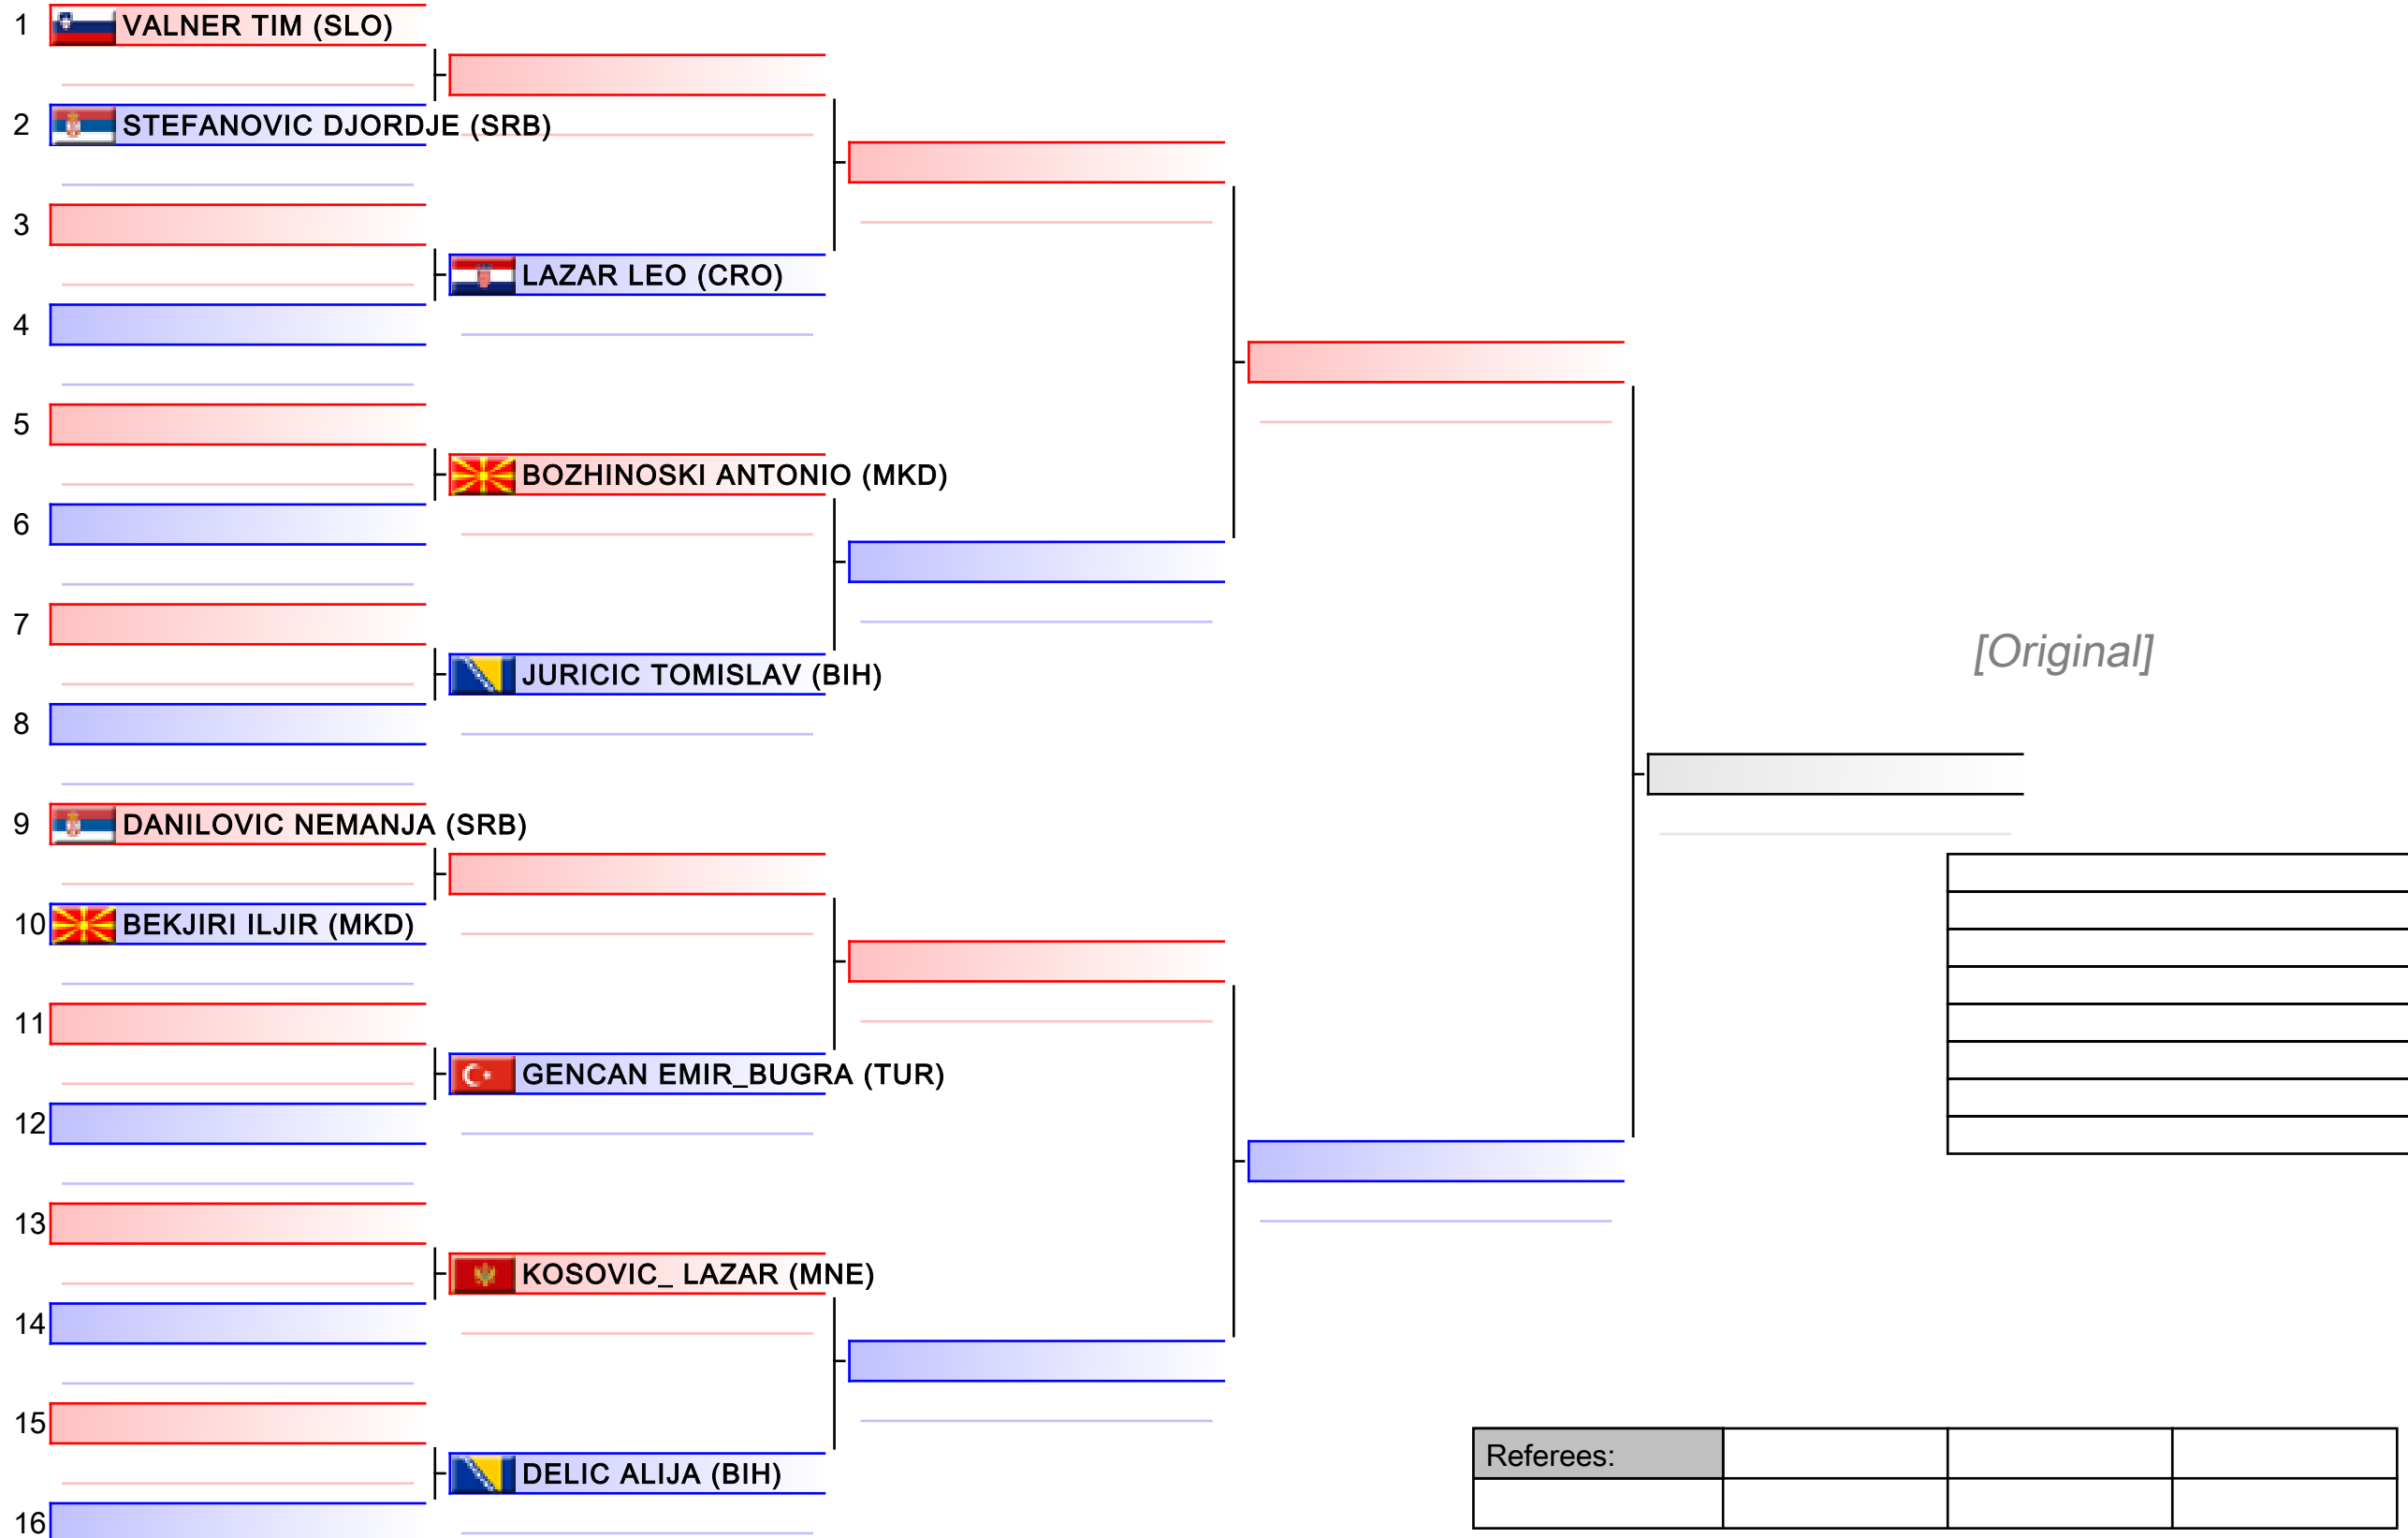 1 VALNER TIM (SLO)
2 STEFANOVIC DJORDJE (SRB)
3
LAZAR LEO (CRO)
4
5
BOZHINOSKI ANTONIO (MKD)
6
7
[Original]
JURICIC TOMISLAV (BIH)
8
9 DANILOVIC NEMANJA (SRB)
10 BEKJIRI ILJIR (MKD)
11
GENCAN EMIR_BUGRA (TUR)
12
13
KOSOVIC_ LAZAR (MNE)
14
15
Referees:
DELIC ALIJA (BIH)
16